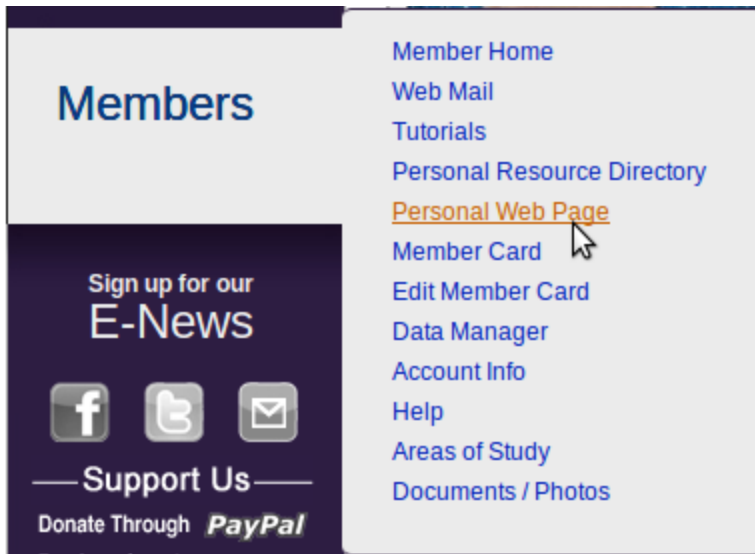 Members
Member Home
Web Mail
Tutorials
Personal Resource Directory
Personal Web Page
Member Card
Edit Member Card
Data Manager
Account Info
Help
Areas of Study
Documents / Photos
Sign up for our
E-News
Support Us
Donate Through PayPal